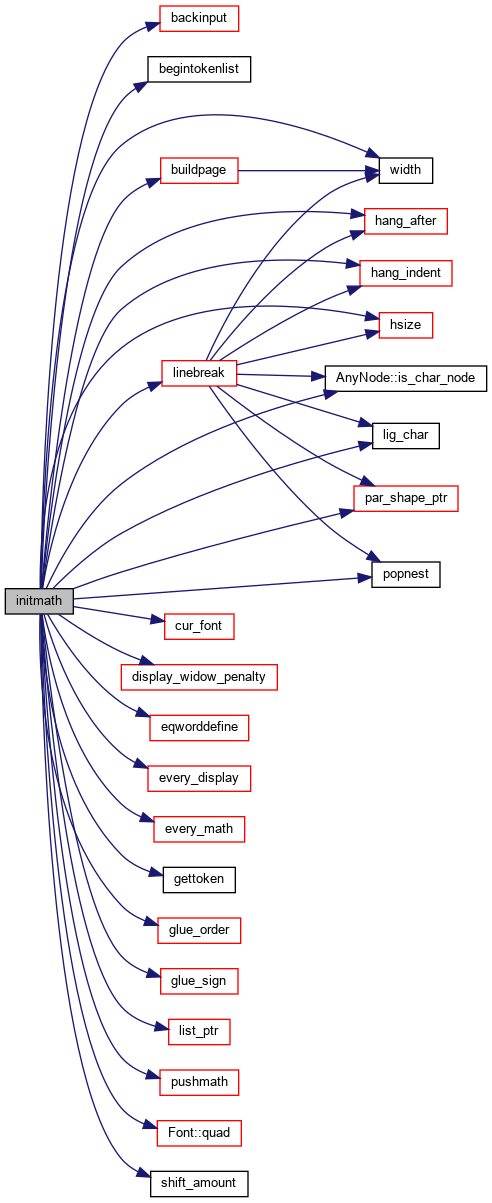 backinput
begintokenlist
width
buildpage
hang_after
hang_indent
hsize
linebreak
AnyNode::is_char_node
lig_char
par_shape_ptr
popnest
initmath
cur_font
display_widow_penalty
eqworddefine
every_display
every_math
gettoken
glue_order
glue_sign
list_ptr
pushmath
Font::quad
shift_amount